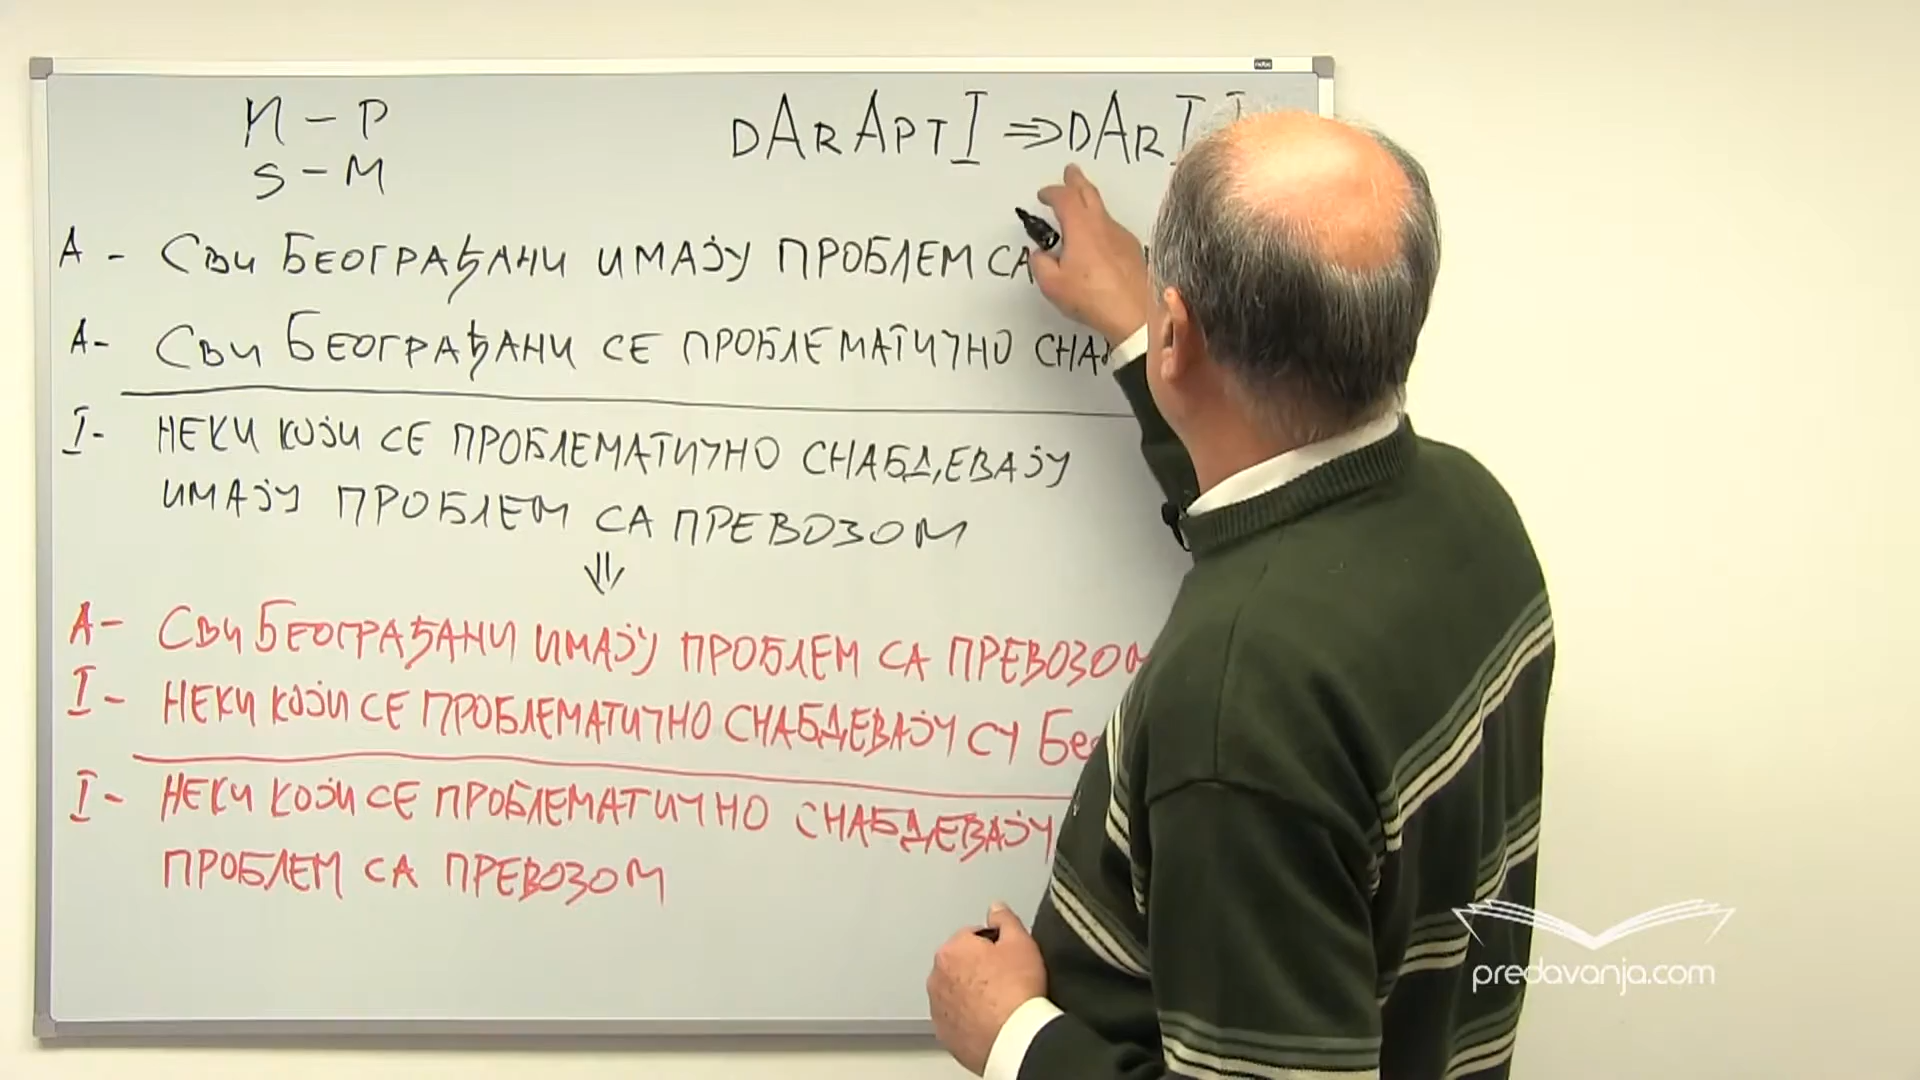 M - P
S - M
DARAPTI ⇒ DARII
A - Сви Београђани имају проблем са
A- Сви Београђани се проблематично
I- Неки који се проблематично снабдевају
имају проблем са превозом
⇓
A- Сви Београђани имају проблем са превозом
I- Неки који се проблематично снабдевају су
I- Неки који се проблематично снабдевају
проблем са превозом
predavanja.com